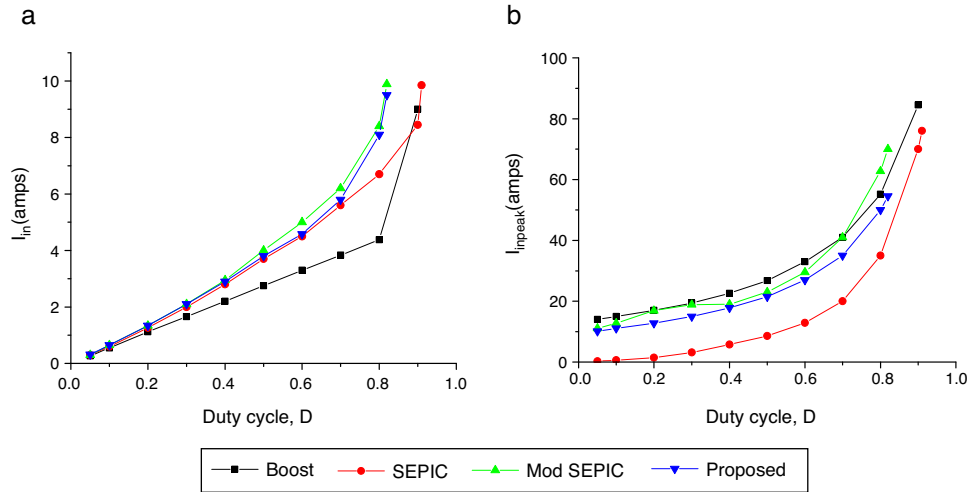 a
I_in(amps)
10
8
6
4
2
0
0.0 0.2 0.4 0.6 0.8 1.0
Duty cycle, D
b
I_inpeak(amps)
100
80
60
40
20
0
0.0 0.2 0.4 0.6 0.8 1.0
Duty cycle, D
Boost SEPIC Mod SEPIC Proposed